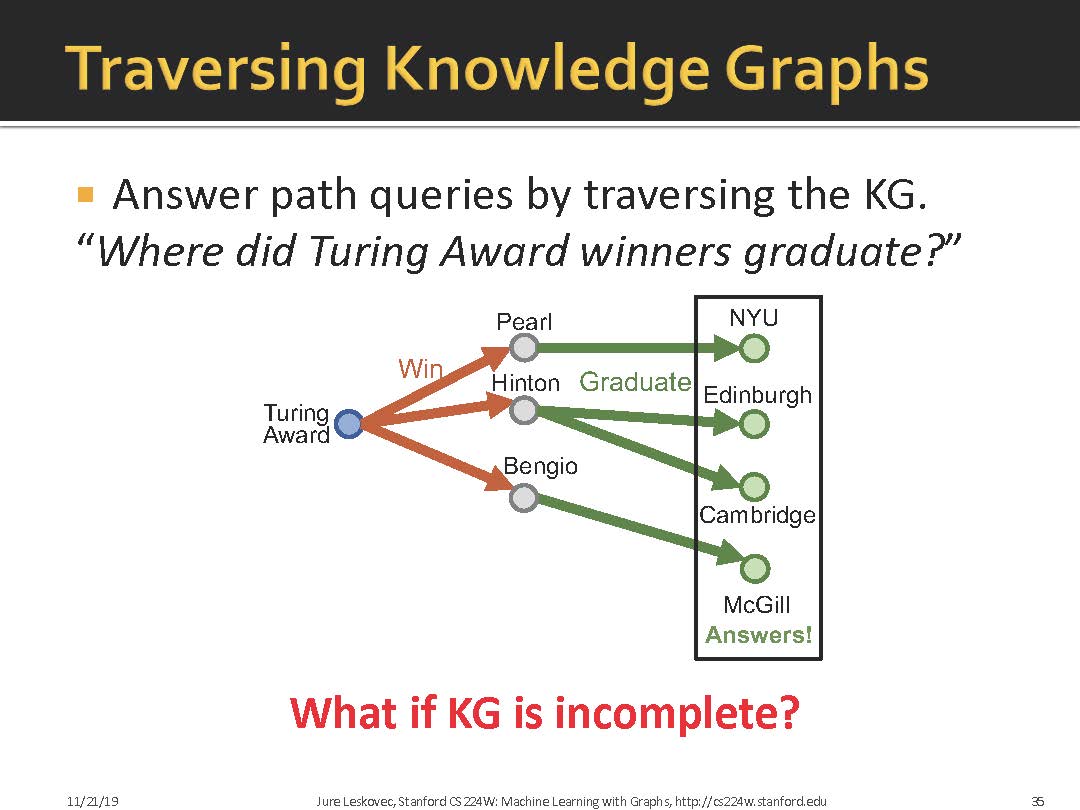 Traversing Knowledge Graphs
Answer path queries by traversing the KG.
“Where did Turing Award winners graduate?”
Pearl
NYU
Win
Hinton
Graduate
Edinburgh
Turing
Award
Bengio
Cambridge
McGill
Answers!
What if KG is incomplete?
11/21/19
Jure Leskovec, Stanford CS224W: Machine Learning with Graphs, http://cs224w.stanford.edu
35